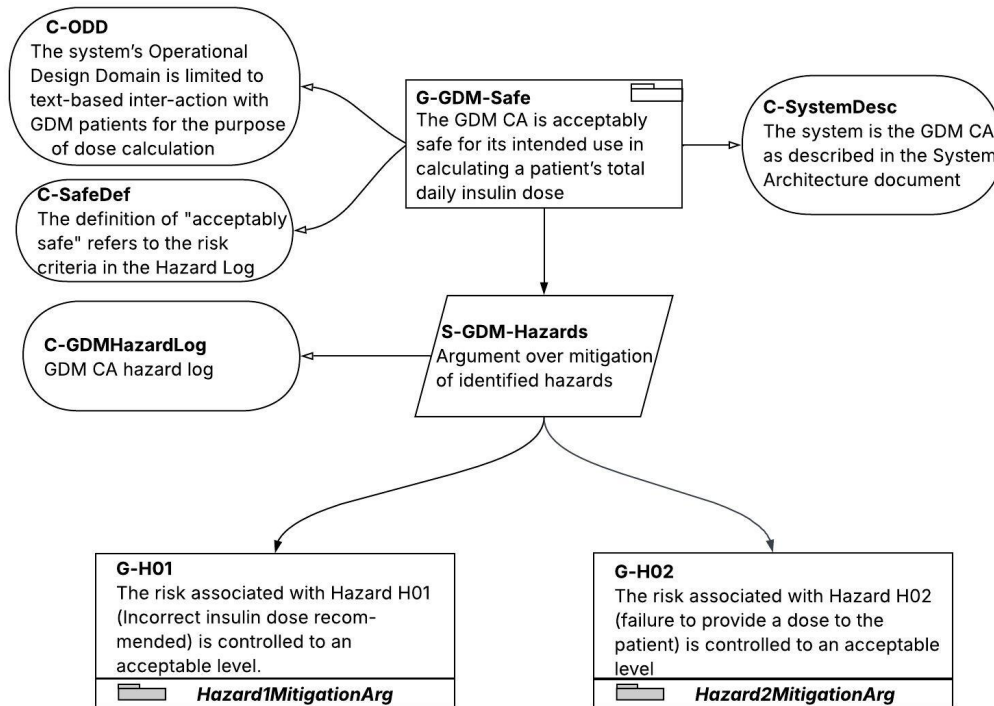 C-ODD
The system's Operational
Design Domain is limited to
text-based inter-action with
GDM patients for the purpose
of dose calculation
G-GDM-Safe
The GDM CA is acceptably
safe for its intended use in
calculating a patient's total
daily insulin dose
C-SystemDesc
The system is the GDM CA
as described in the System
Architecture document
C-SafeDef
The definition of "acceptably
safe" refers to the risk
criteria in the Hazard Log
C-GDMHazardLog
GDM CA hazard log
S-GDM-Hazards
Argument over mitigation
of identified hazards
G-H01
The risk associated with Hazard H01
(Incorrect insulin dose recom-
mended) is controlled to an
acceptable level.
Hazard1MitigationArg
G-H02
The risk associated with Hazard H02
(failure to provide a dose to the
patient) is controlled to an acceptable
level
Hazard2MitigationArg